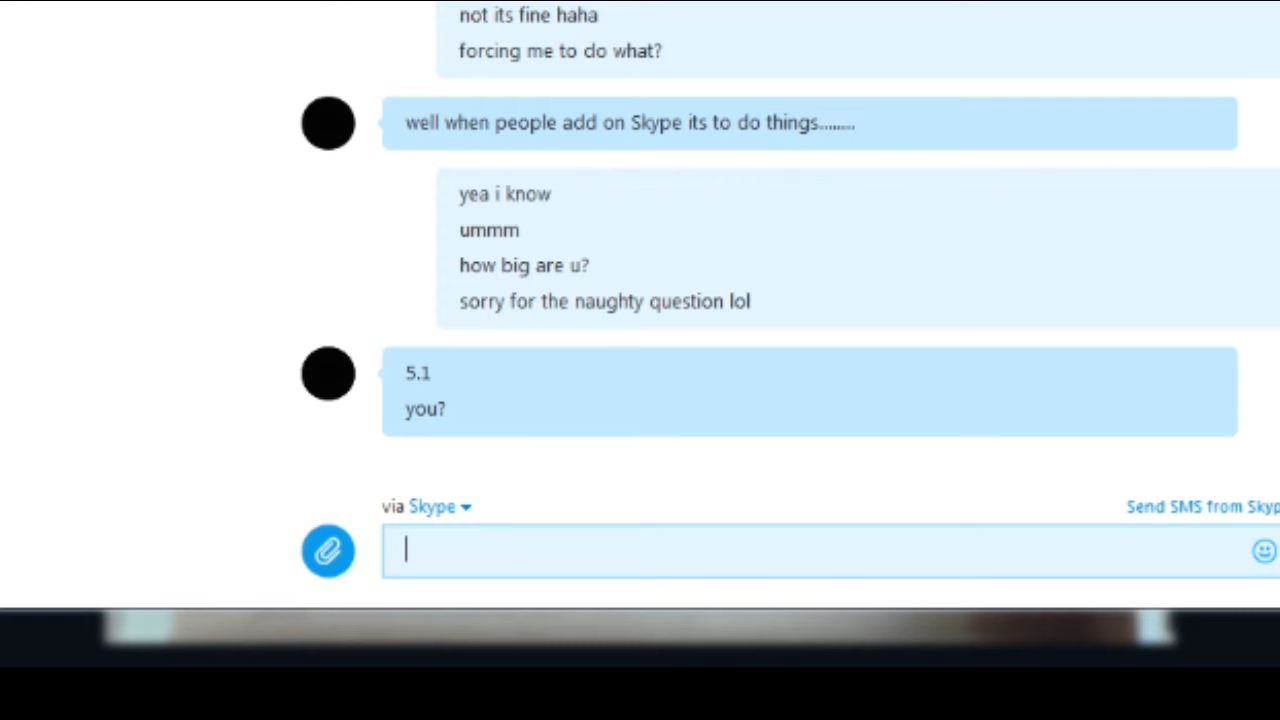 not its fine haha
forcing me to do what?
well when people add on Skype its to do things........
yea i know
ummm
how big are u?
sorry for the naughty question lol
5.1
you?
via Skype
Send SMS from Skyp